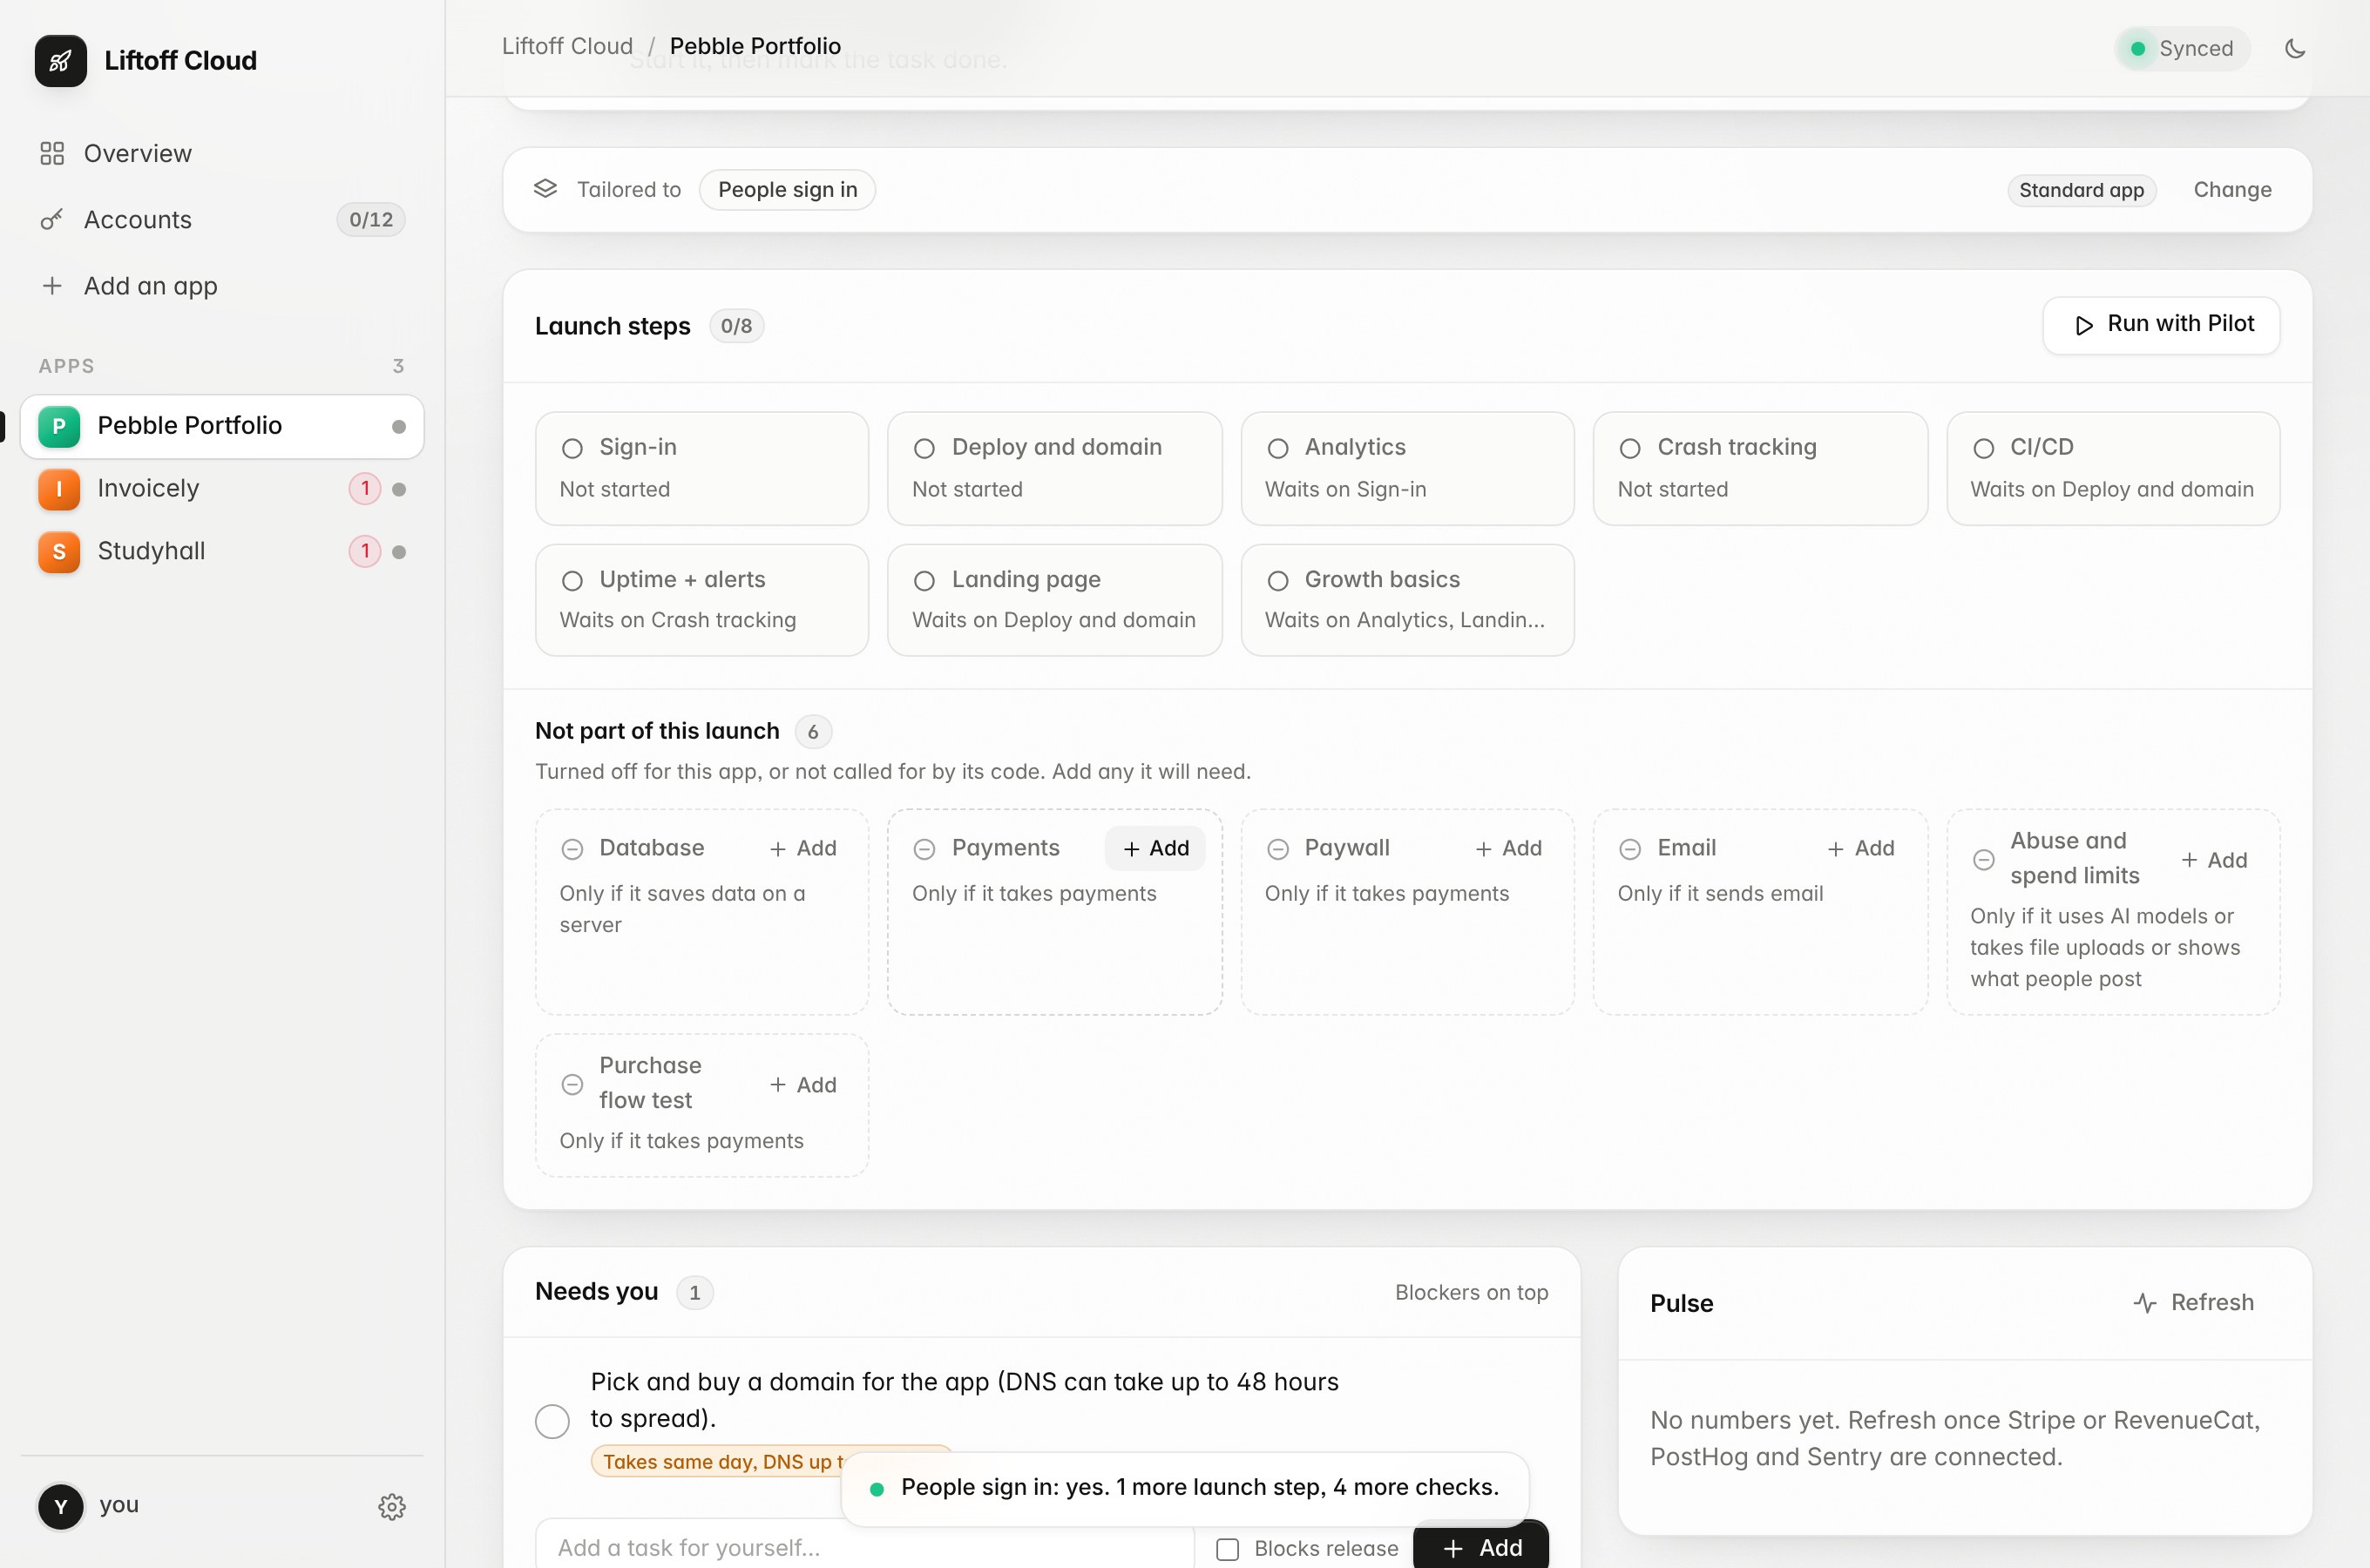 Liftoff Cloud
Overview
Accounts 0/12
Add an app
APPS 3
P Pebble Portfolio
I Invoicely 1
S Studyhall 1
Y you
Liftoff Cloud / Pebble Portfolio
Start it, then mark the task done.
Synced
Tailored to People sign in
Standard app Change
Launch steps 0/8
Run with Pilot
Sign-in
Not started
Deploy and domain
Not started
Analytics
Waits on Sign-in
Crash tracking
Not started
CI/CD
Waits on Deploy and domain
Uptime + alerts
Waits on Crash tracking
Landing page
Waits on Deploy and domain
Growth basics
Waits on Analytics, Landin...
Not part of this launch 6
Turned off for this app, or not called for by its code. Add any it will need.
Database + Add
Only if it saves data on a
server
Payments + Add
Only if it takes payments
Paywall + Add
Only if it takes payments
Email + Add
Only if it sends email
Abuse and
spend limits + Add
Only if it uses AI models or
takes file uploads or shows
what people post
Purchase
flow test + Add
Only if it takes payments
Needs you 1
Blockers on top
Pick and buy a domain for the app (DNS can take up to 48 hours
to spread).
Takes same day, DNS up
People sign in: yes. 1 more launch step, 4 more checks.
Add a task for yourself...
Blocks release
+ Add
Pulse
Refresh
No numbers yet. Refresh once Stripe or RevenueCat,
PostHog and Sentry are connected.